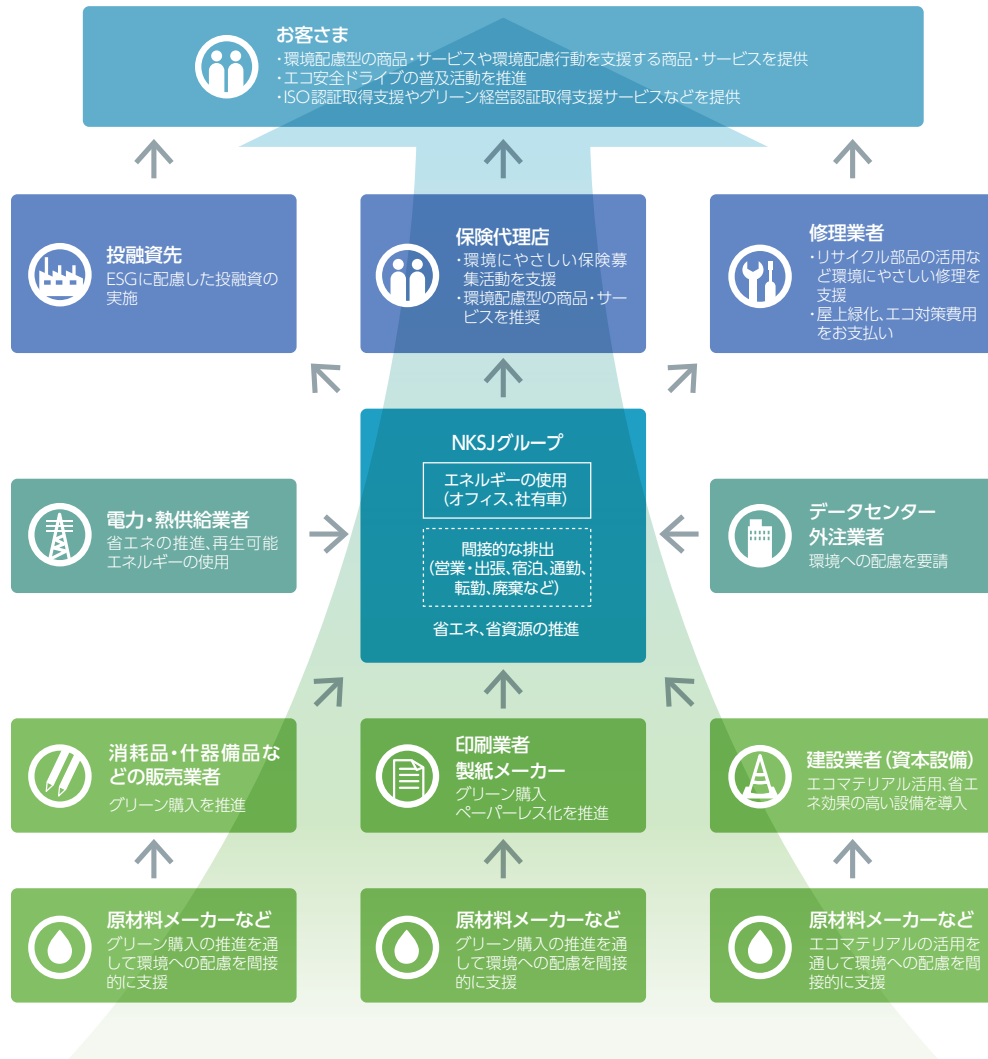 お客さま
・環境配慮型の商品・サービスや環境配慮行動を支援する商品・サービスを提供
・エコ安全ドライブの普及活動を推進
・ISO認証取得支援やグリーン経営認証取得支援サービスなどを提供
投融資先
ESGに配慮した投融資の
実施
保険代理店
・環境にやさしい保険募
集活動を支援
・環境配慮型の商品・サー
ビスを推奨
修理業者
・リサイクル部品の活用な
ど環境にやさしい修理を
支援
・屋上緑化、エコ対策費用
をお支払い
NKSJグループ
エネルギーの使用
(オフィス、社有車)
間接的な排出
(営業・出張、宿泊、通勤、
転勤、廃棄など)
省エネ、省資源の推進
電力・熱供給業者
省エネの推進、再生可能
エネルギーの使用
データセンター
外注業者
環境への配慮を要請
消耗品・什器備品な
どの販売業者
グリーン購入を推進
印刷業者
製紙メーカー
グリーン購入
ペーパーレス化を推進
建設業者(資本設備)
エコマテリアル活用、省エ
ネ効果の高い設備を導入
原材料メーカーなど
グリーン購入の推進を通
して環境への配慮を間接
的に支援
原材料メーカーなど
グリーン購入の推進を通
して環境への配慮を間接
的に支援
原材料メーカーなど
エコマテリアルの活用を
通して環境への配慮を間
接的に支援